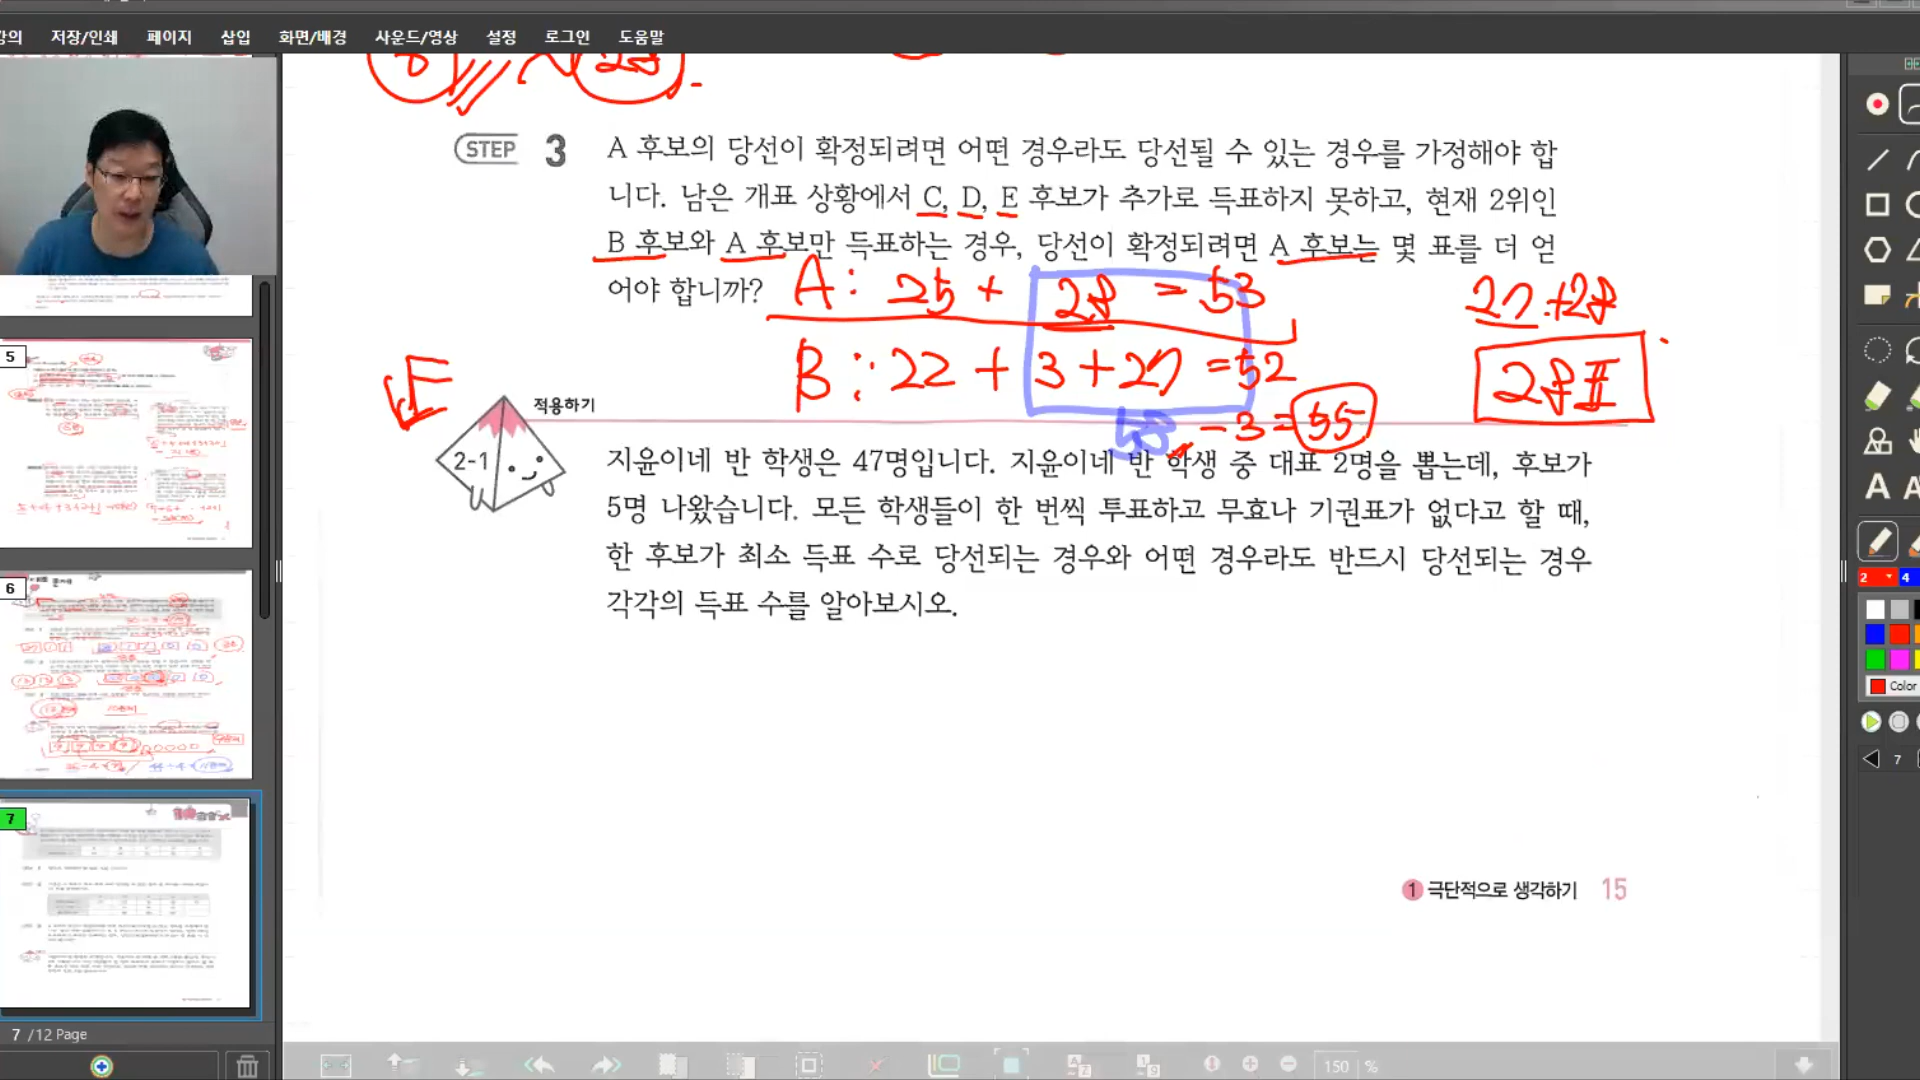 강의 저장/인쇄 페이지 삽입 화면/배경 사운드/영상 설정 로그인 도움말
28
STEP 3 A 후보의 당선이 확정되려면 어떤 경우라도 당선될 수 있는 경우를 가정해야 합
니다. 남은 개표 상황에서 C, D, E 후보가 추가로 득표하지 못하고, 현재 2위인
B 후보와 A 후보만 득표하는 경우, 당선이 확정되려면 A 후보는 몇 표를 더 얻
어야 합니까?
A: 25 + 28 = 53
27+28
B: 22 + 3 + 27 = 52
28표
58 - 3 = 55
적용하기
2-1 지윤이네 반 학생은 47명입니다. 지윤이네 반 학생 중 대표 2명을 뽑는데, 후보가
5명 나왔습니다. 모든 학생들이 한 번씩 투표하고 무효나 기권표가 없다고 할 때,
한 후보가 최소 득표 수로 당선되는 경우와 어떤 경우라도 반드시 당선되는 경우
각각의 득표 수를 알아보시오.
1 극단적으로 생각하기 15
5
6
7
7 /12 Page
150 %
A
2
4
Color
7